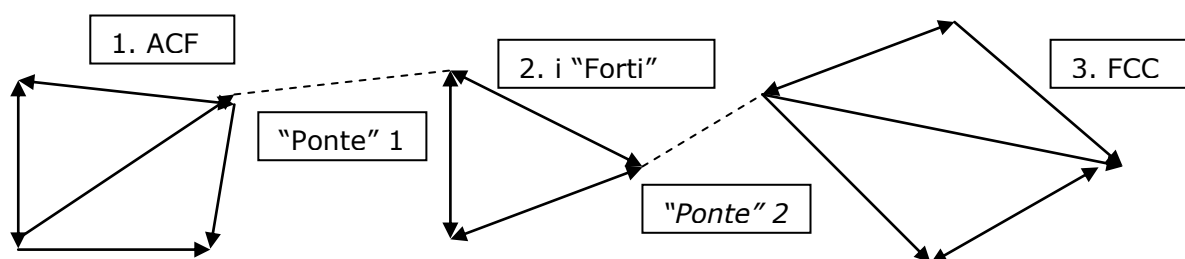 1. ACF
"Ponte" 1
2. i "Forti"
"Ponte" 2
3. FCC